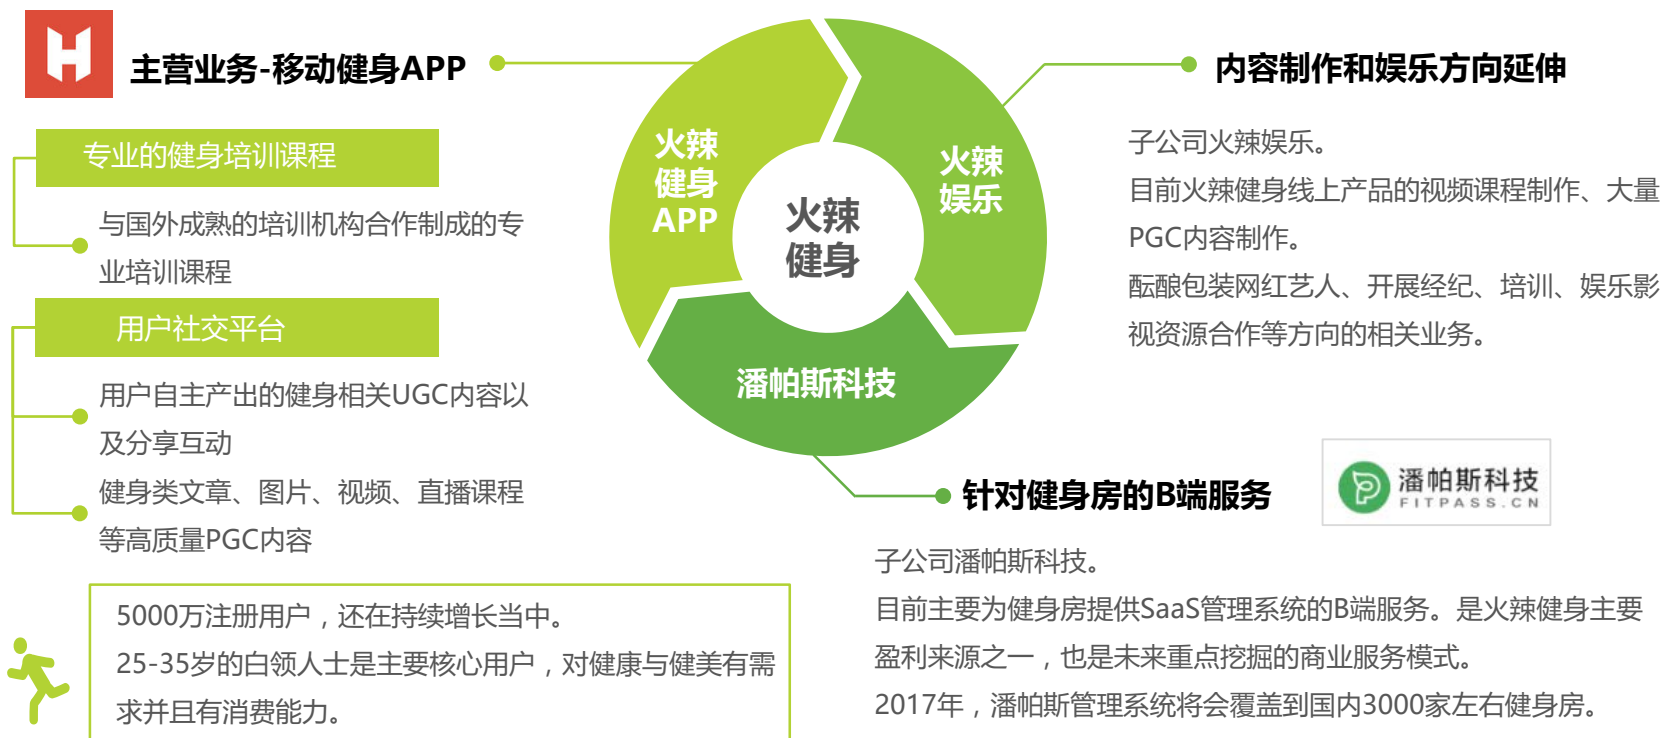 H
主营业务-移动健身APP
专业的健身培训课程
与国外成熟的培训机构合作制成的专
业培训课程
用户社交平台
用户自主产出的健身相关UGC内容以
及分享互动
健身类文章、图片、视频、直播课程
等高质量PGC内容
5000万注册用户，还在持续增长当中。
25-35岁的白领人士是主要核心用户，对健康与健美有需
求并且有消费能力。
火辣
健身
APP
火辣
娱乐
火辣
健身
潘帕斯科技
内容制作和娱乐方向延伸
子公司火辣娱乐。
目前火辣健身线上产品的视频课程制作、大量
PGC内容制作。
酝酿包装网红艺人、开展经纪、培训、娱乐影
视资源合作等方向的相关业务。
针对健身房的B端服务
潘帕斯科技
FITPASS.CN
子公司潘帕斯科技。
目前主要为健身房提供SaaS管理系统的B端服务。是火辣健身主要
盈利来源之一，也是未来重点挖掘的商业服务模式。
2017年，潘帕斯管理系统将会覆盖到国内3000家左右健身房。